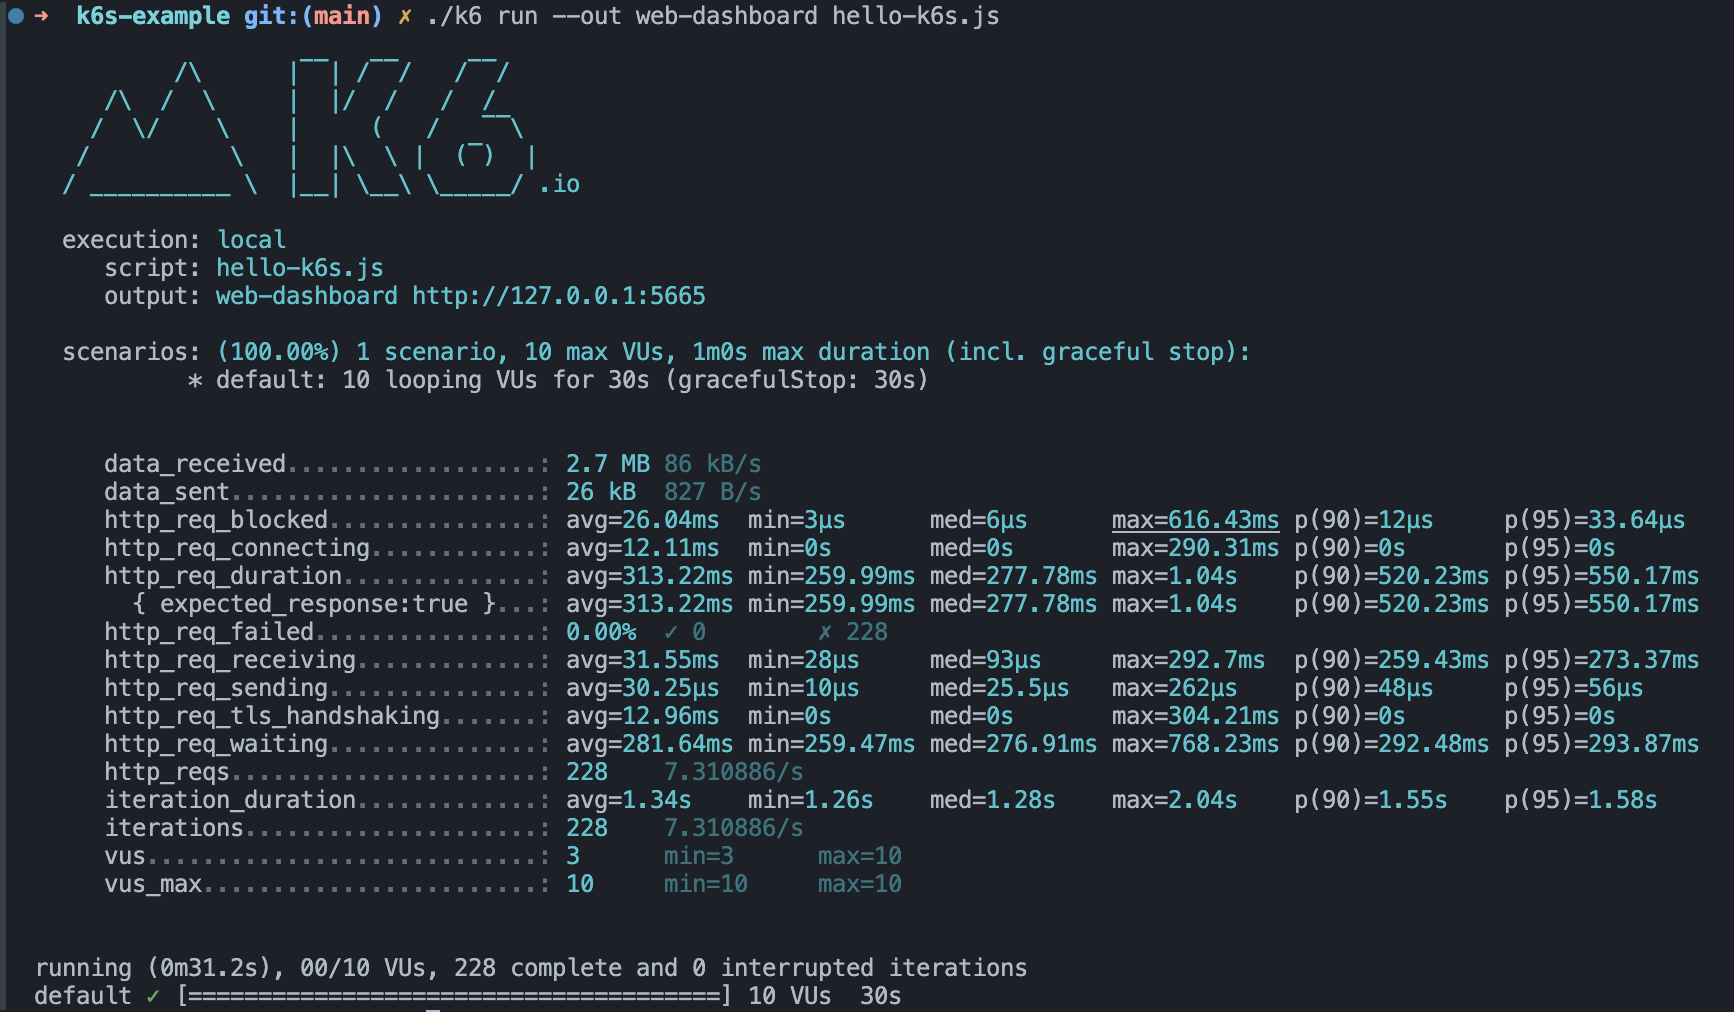 ➜  k6s-example git:(main) ✗ ./k6 run --out web-dashboard hello-k6s.js

          /\      |‾‾| /‾‾/   /‾‾/
     /\  /  \     |  |/  /   /  /
    /  \/    \    |     (   /   ‾‾\
   /          \   |  |\  \ |  (‾)  |
  / __________ \  |__| \__\ \_____/ .io

  execution: local
     script: hello-k6s.js
     output: web-dashboard http://127.0.0.1:5665

  scenarios: (100.00%) 1 scenario, 10 max VUs, 1m0s max duration (incl. graceful stop):
           * default: 10 looping VUs for 30s (gracefulStop: 30s)

     data_received..................: 2.7 MB 86 kB/s
     data_sent......................: 26 kB  827 B/s
     http_req_blocked...............: avg=26.04ms  min=3µs      med=6µs      max=616.43ms p(90)=12µs     p(95)=33.64µs
     http_req_connecting............: avg=12.11ms  min=0s       med=0s       max=290.31ms p(90)=0s       p(95)=0s
     http_req_duration..............: avg=313.22ms min=259.99ms med=277.78ms max=1.04s    p(90)=520.23ms p(95)=550.17ms
       { expected_response:true }...: avg=313.22ms min=259.99ms med=277.78ms max=1.04s    p(90)=520.23ms p(95)=550.17ms
     http_req_failed................: 0.00%  ✓ 0        ✗ 228
     http_req_receiving.............: avg=31.55ms  min=28µs     med=93µs     max=292.7ms  p(90)=259.43ms p(95)=273.37ms
     http_req_sending...............: avg=30.25µs  min=10µs     med=25.5µs   max=262µs    p(90)=48µs     p(95)=56µs
     http_req_tls_handshaking.......: avg=12.96ms  min=0s       med=0s       max=304.21ms p(90)=0s       p(95)=0s
     http_req_waiting...............: avg=281.64ms min=259.47ms med=276.91ms max=768.23ms p(90)=292.48ms p(95)=293.87ms
     http_reqs......................: 228    7.310886/s
     iteration_duration.............: avg=1.34s    min=1.26s    med=1.28s    max=2.04s    p(90)=1.55s    p(95)=1.58s
     iterations.....................: 228    7.310886/s
     vus............................: 3      min=3      max=10
     vus_max........................: 10     min=10     max=10

running (0m31.2s), 00/10 VUs, 228 complete and 0 interrupted iterations
default ✓ [======================================] 10 VUs  30s